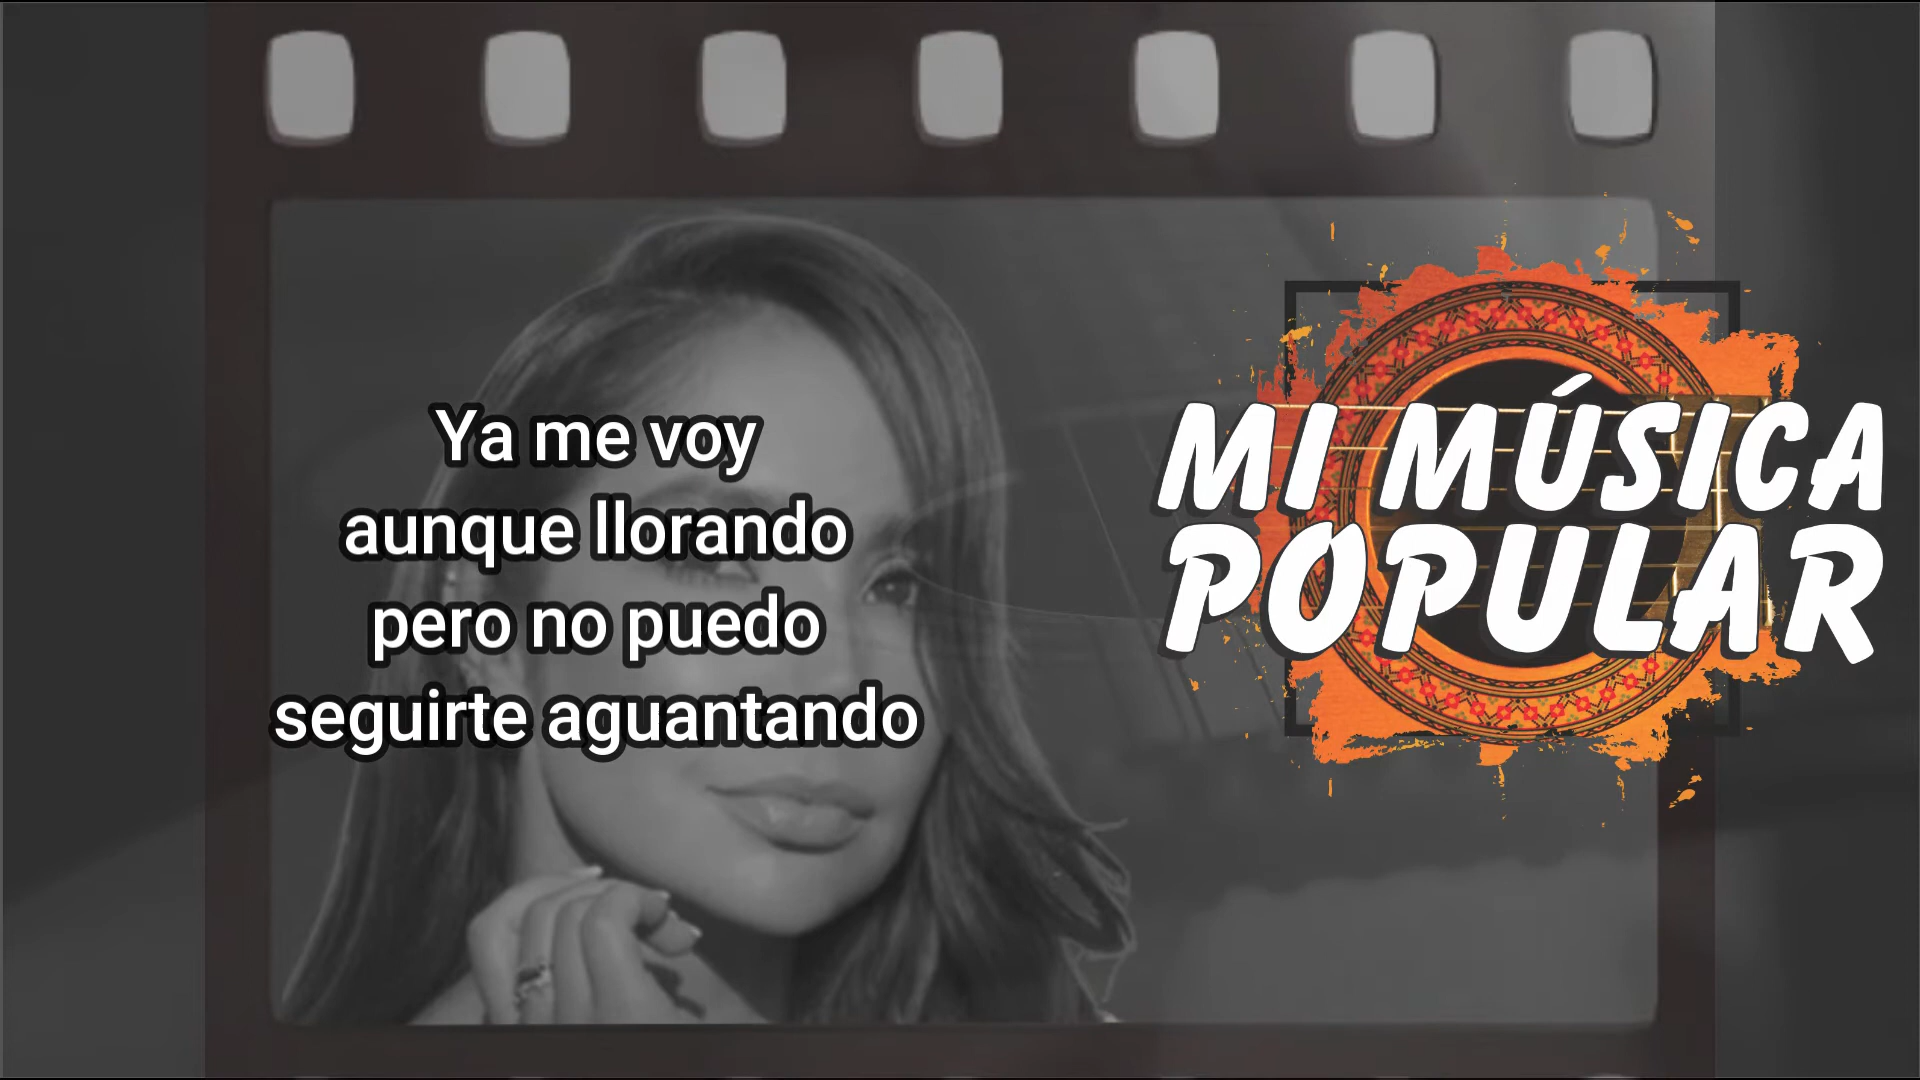 Ya me voy
aunque llorando
pero no puedo
seguirte aguantando
MI MÚSICA
POPULAR